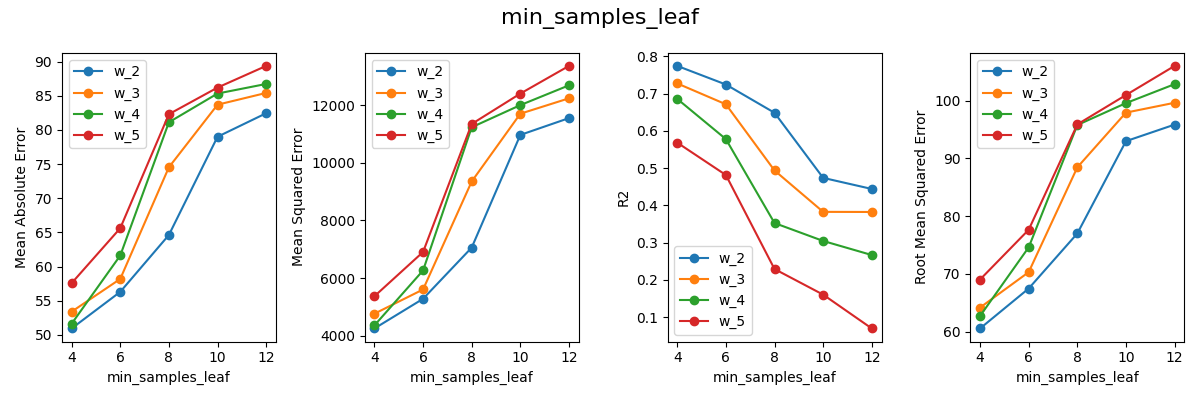 min_samples_leaf
Mean Absolute Error
90
85
80
75
70
65
60
55
50
w_2
w_3
w_4
w_5
4 6 8 10 12
min_samples_leaf
Mean Squared Error
12000
10000
8000
6000
4000
w_2
w_3
w_4
w_5
4 6 8 10 12
min_samples_leaf
R2
0.8
0.7
0.6
0.5
0.4
0.3
0.2
0.1
w_2
w_3
w_4
w_5
4 6 8 10 12
min_samples_leaf
Root Mean Squared Error
100
90
80
70
60
w_2
w_3
w_4
w_5
4 6 8 10 12
min_samples_leaf